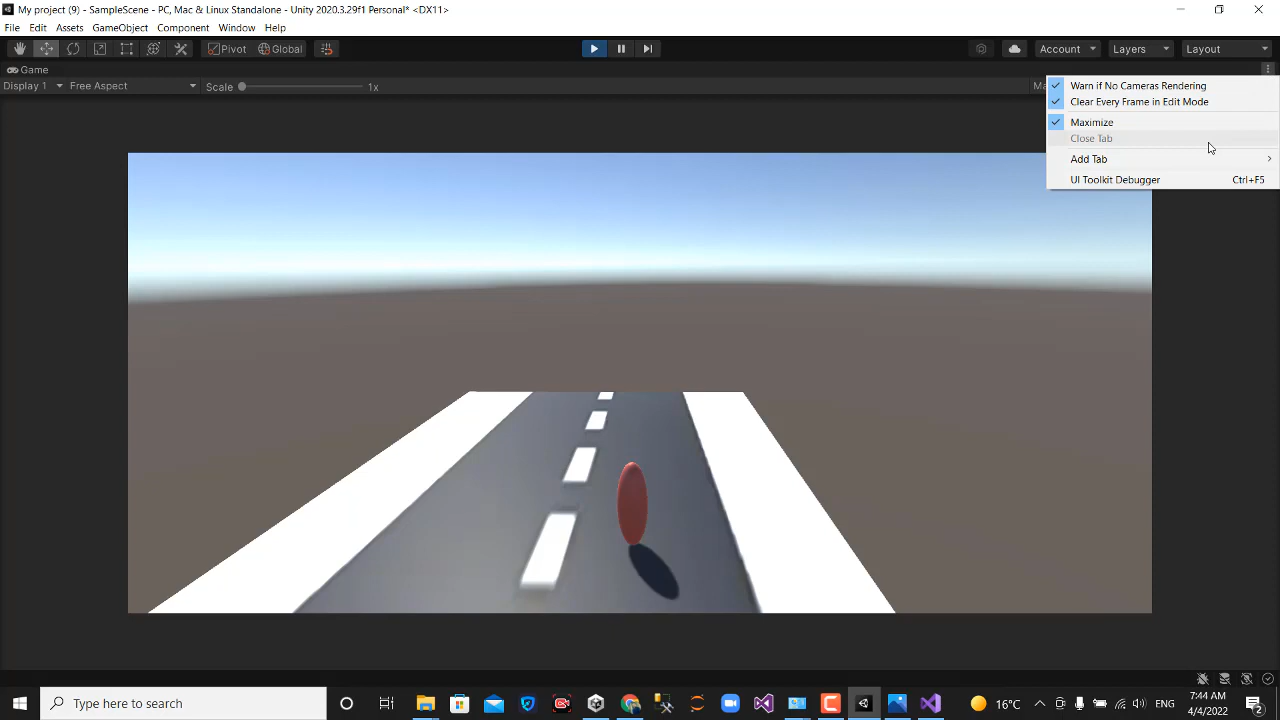 My project (9) - SampleScene - PC, Mac & Linux Standalone - Unity 2020.3.29f1 Personal* <DX11>
File Edit Assets GameObject Component Window Help
Pivot Global Account Layers Layout
Game
Display 1 Free Aspect Scale 1x Ma
Warn if No Cameras Rendering
Clear Every Frame in Edit Mode
Maximize
Close Tab
Add Tab
UI Toolkit Debugger Ctrl+F5
Type here to search
16°C
7:44 AM
4/4/2022
2